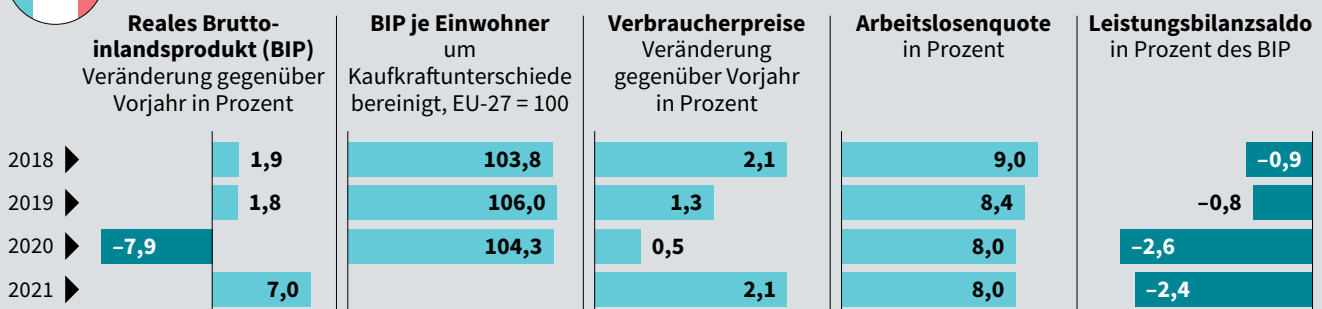 Reales Brutto-
inlandsprodukt (BIP)
Veränderung gegenüber
Vorjahr in Prozent
BIP je Einwohner
um
Kaufkraftunterschiede
bereinigt, EU-27 = 100
Verbraucherpreise
Veränderung
gegenüber Vorjahr
in Prozent
Arbeitslosenquote
in Prozent
Leistungsbilanzsaldo
in Prozent des BIP
2018 1,9 103,8 2,1 9,0 –0,9
2019 1,8 106,0 1,3 8,4 –0,8
2020 –7,9 104,3 0,5 8,0 –2,6
2021 7,0 2,1 8,0 –2,4